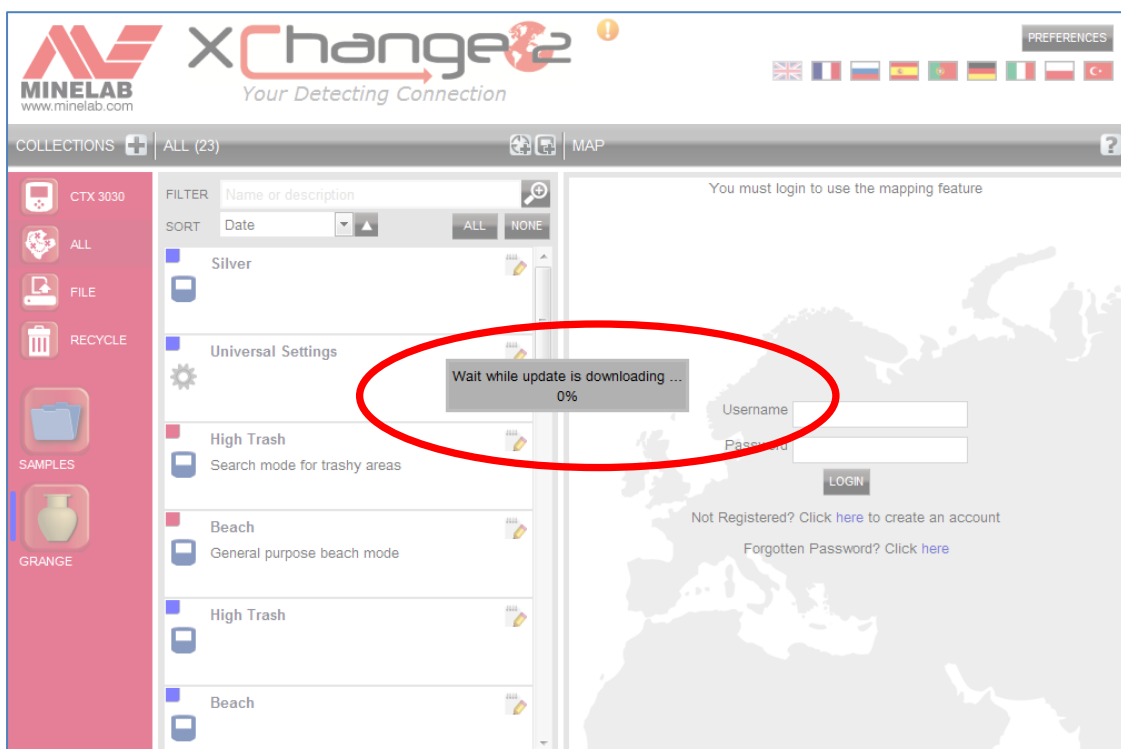 MINELAB
www.minelab.com
XChange2
Your Detecting Connection
!
PREFERENCES
COLLECTIONS
ALL (23)
MAP
?
CTX 3030
ALL
FILE
RECYCLE
SAMPLES
GRANGE
FILTER Name or description
SORT Date ALL NONE
Silver
Universal Settings
High Trash
Search mode for trashy areas
Beach
General purpose beach mode
High Trash
Beach
Wait while update is downloading ...
0%
You must login to use the mapping feature
Username
Password
LOGIN
Not Registered? Click here to create an account
Forgotten Password? Click here